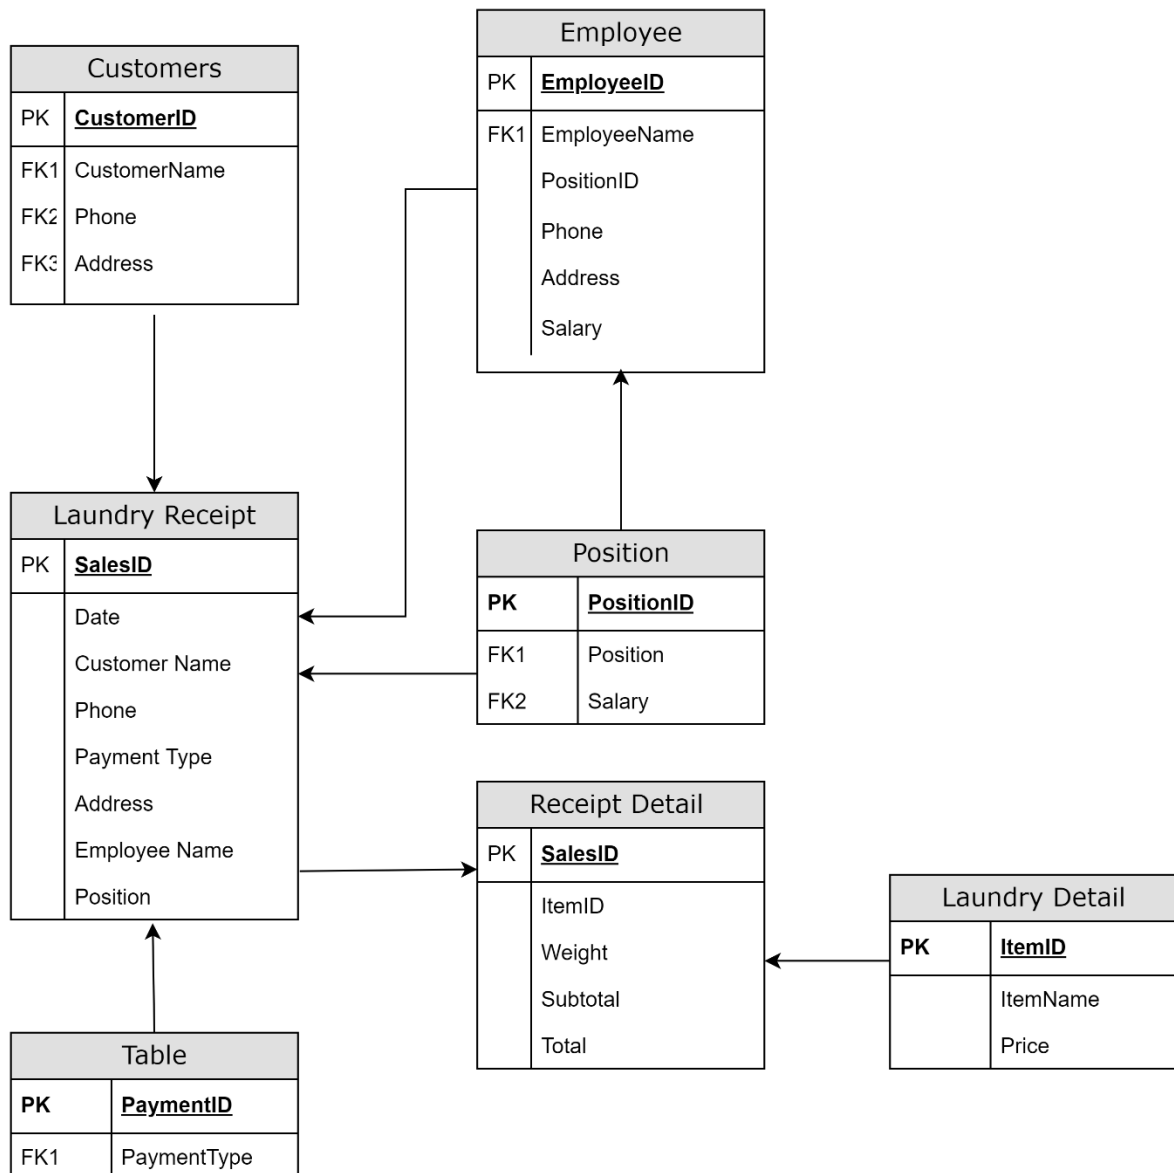 Customers
PK CustomerID
FK1 CustomerName
FK2 Phone
FK3 Address
Employee
PK EmployeeID
FK1 EmployeeName
PositionID
Phone
Address
Salary
Laundry Receipt
PK SalesID
Date
Customer Name
Phone
Payment Type
Address
Employee Name
Position
Position
PK PositionID
FK1 Position
FK2 Salary
Receipt Detail
PK SalesID
ItemID
Weight
Subtotal
Total
Laundry Detail
PK ItemID
ItemName
Price
Table
PK PaymentID
FK1 PaymentType